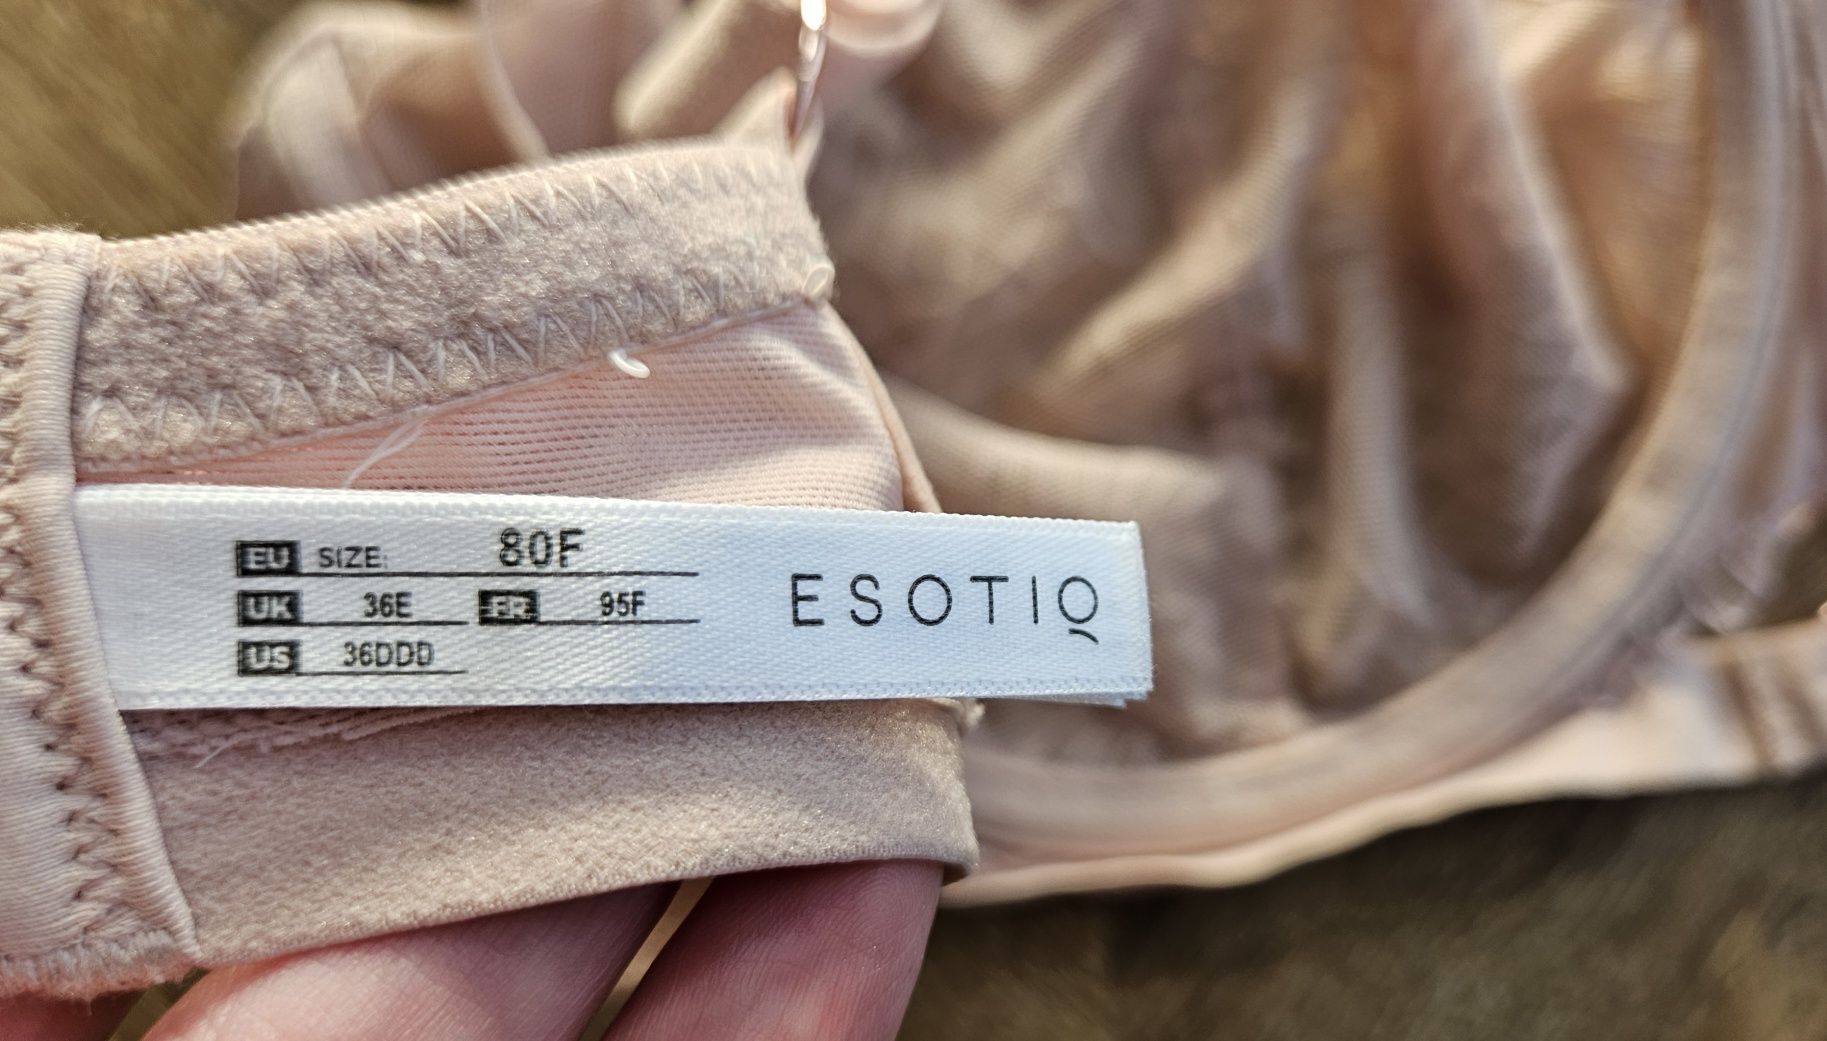 EU SIZE: 80F
UK 36E FR 95F
US 36DDD
ESOTIQ